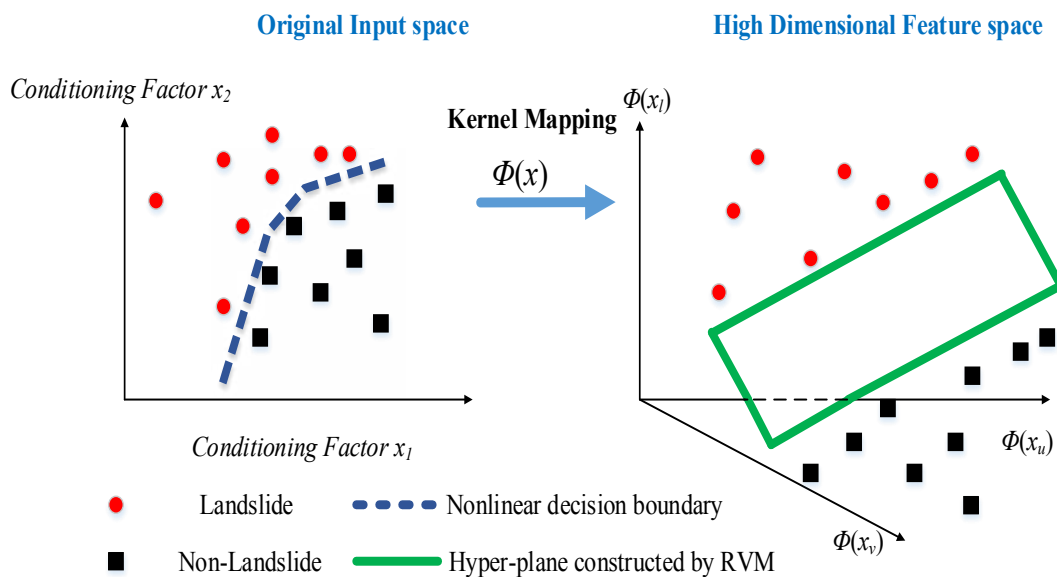 Original Input space
High Dimensional Feature space
Conditioning Factor x2
Kernel Mapping
Φ(x)
Φ(xl)
Conditioning Factor x1
Φ(xu)
Φ(xv)
Landslide
Nonlinear decision boundary
Non-Landslide
Hyper-plane constructed by RVM